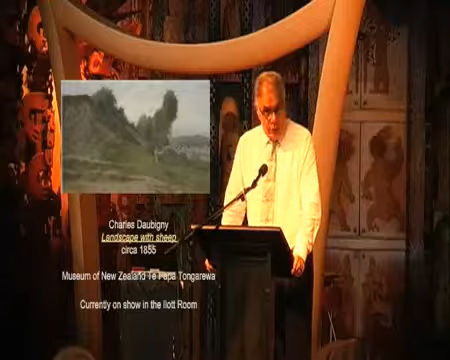 Charles Daubigny
Landscape with sheep
circa 1855
Museum of New Zealand Te Papa Tongarewa
Currently on show in the Ilott Room